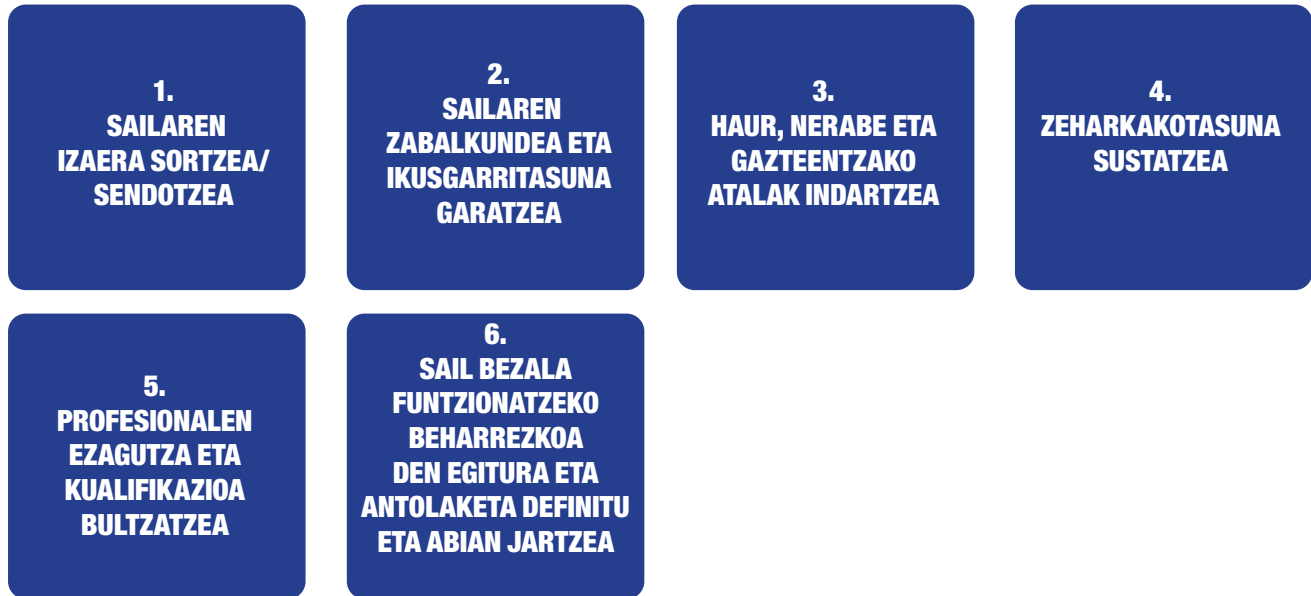 1.
SAILAREN
IZAERA SORTZEA/
SENDOTZEA
2.
SAILAREN
ZABALKUNDEA ETA
IKUSGARRITASUNA
GARATZEA
3.
HAUR, NERABE ETA
GAZTEENTZAKO
ATALAK INDARTZEA
4.
ZEHARKAKOTASUNA
SUSTATZEA
5.
PROFESIONALEN
EZAGUTZA ETA
KUALIFIKAZIOA
BULTZATZEA
6.
SAIL BEZALA
FUNTZIONATZEKO
BEHARREZKOA
DEN EGITURA ETA
ANTOLAKETA DEFINITU
ETA ABIAN JARTZEA